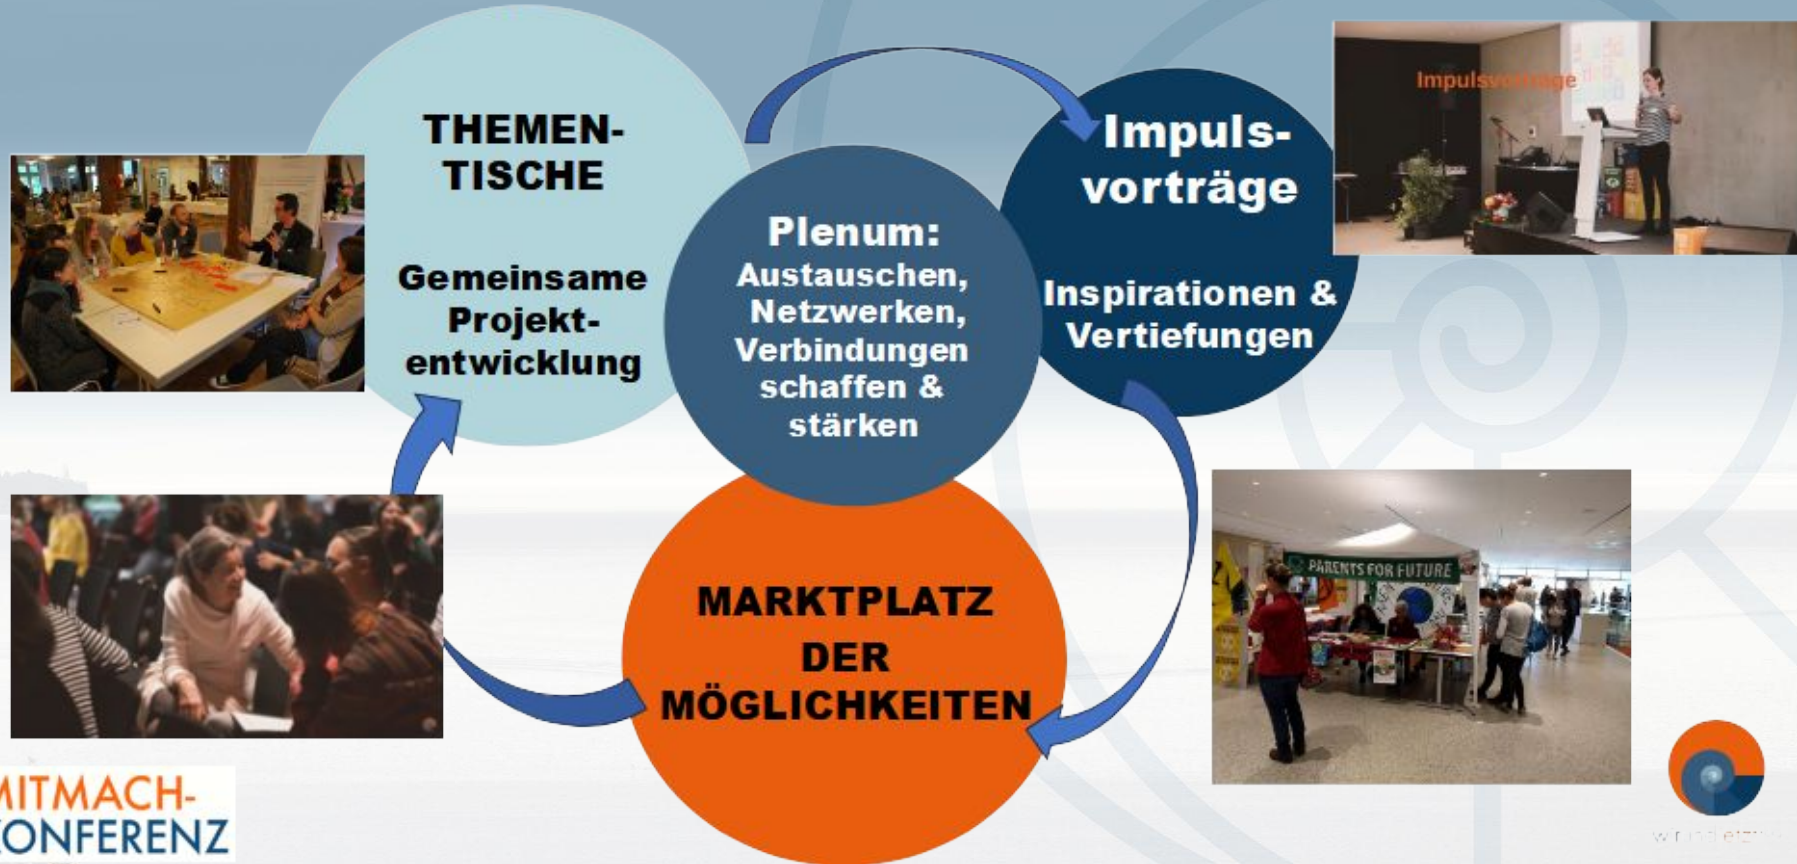 THEMEN-
TISCHE
Gemeinsame
Projekt-
entwicklung
Impuls-
vorträge
Inspirationen &
Vertiefungen
Plenum:
Austauschen,
Netzwerken,
Verbindungen
schaffen &
stärken
MARKTPLATZ
DER
MÖGLICHKEITEN
Impulsvorträge
PARENTS FOR FUTURE
MITMACH-
KONFERENZ